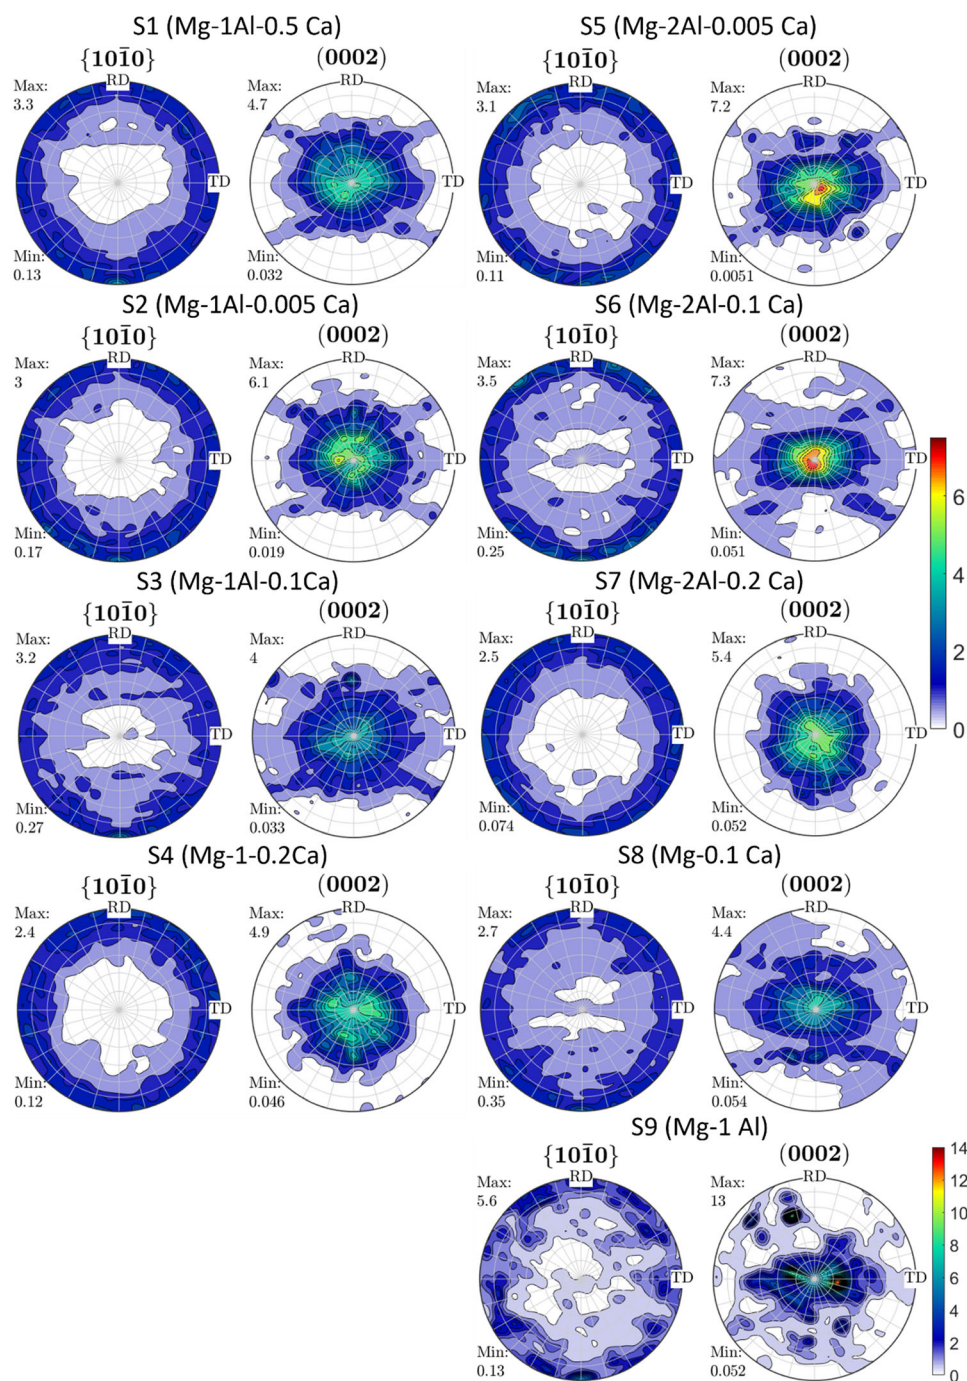 S1 (Mg-1Al-0.5 Ca)
{101̄0}
(0002)
Max:
3.3
RD
TD
Min:
0.13
Max:
4.7
RD
TD
Min:
0.032
S5 (Mg-2Al-0.005 Ca)
{101̄0}
(0002)
Max:
3.1
RD
TD
Min:
0.11
Max:
7.2
RD
TD
Min:
0.0051
S2 (Mg-1Al-0.005 Ca)
{101̄0}
(0002)
Max:
3
RD
TD
Min:
0.17
Max:
6.1
RD
TD
Min:
0.019
S6 (Mg-2Al-0.1 Ca)
{101̄0}
(0002)
Max:
3.5
RD
TD
Min:
0.25
Max:
7.3
RD
TD
Min:
0.051
S3 (Mg-1Al-0.1Ca)
{101̄0}
(0002)
Max:
3.2
RD
TD
Min:
0.27
Max:
4
RD
TD
Min:
0.033
S7 (Mg-2Al-0.2 Ca)
{101̄0}
(0002)
Max:
2.5
RD
TD
Min:
0.074
Max:
5.4
RD
TD
Min:
0.052
6
4
2
0
S4 (Mg-1-0.2Ca)
{101̄0}
(0002)
Max:
2.4
RD
TD
Min:
0.12
Max:
4.9
RD
TD
Min:
0.046
S8 (Mg-0.1 Ca)
{101̄0}
(0002)
Max:
2.7
RD
TD
Min:
0.35
Max:
4.4
RD
TD
Min:
0.054
S9 (Mg-1 Al)
{101̄0}
(0002)
Max:
5.6
RD
TD
Min:
0.13
Max:
13
RD
TD
Min:
0.052
14
12
10
8
6
4
2
0